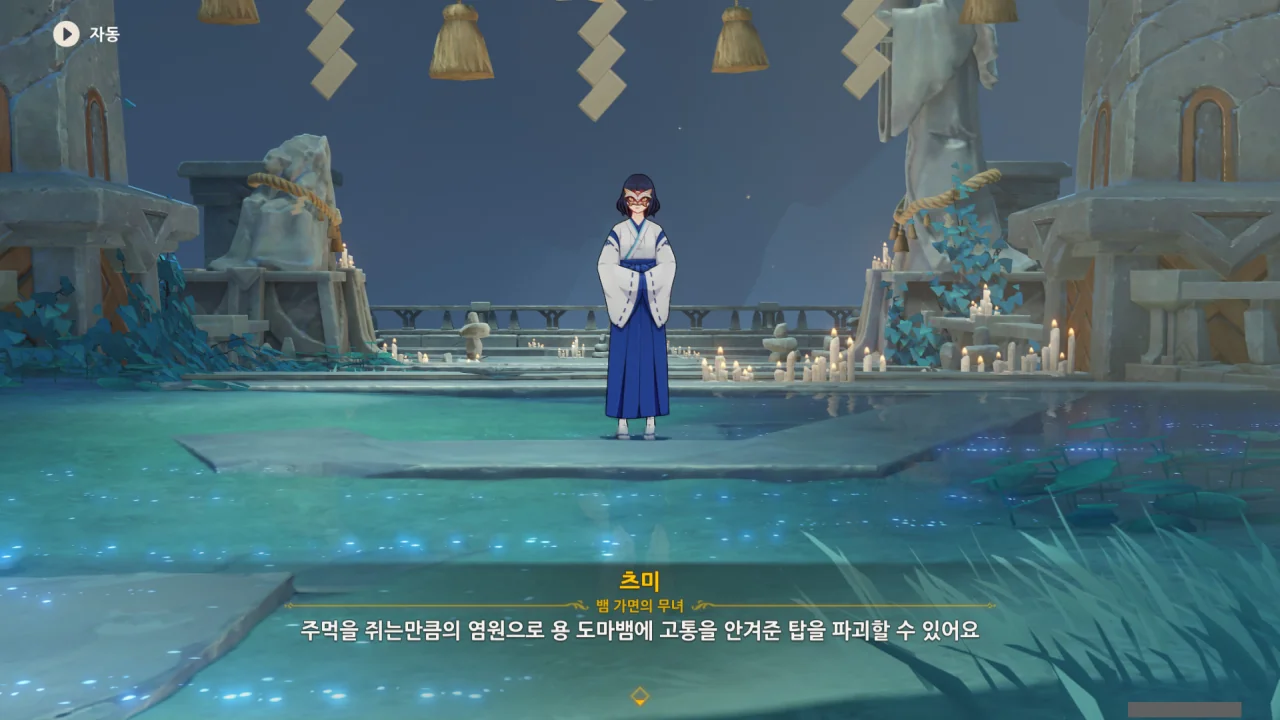 자동
츠미
뱀 가면의 무녀
주먹을 쥐는만큼의 염원으로 용 도마뱀에 고통을 안겨준 탑을 파괴할 수 있어요